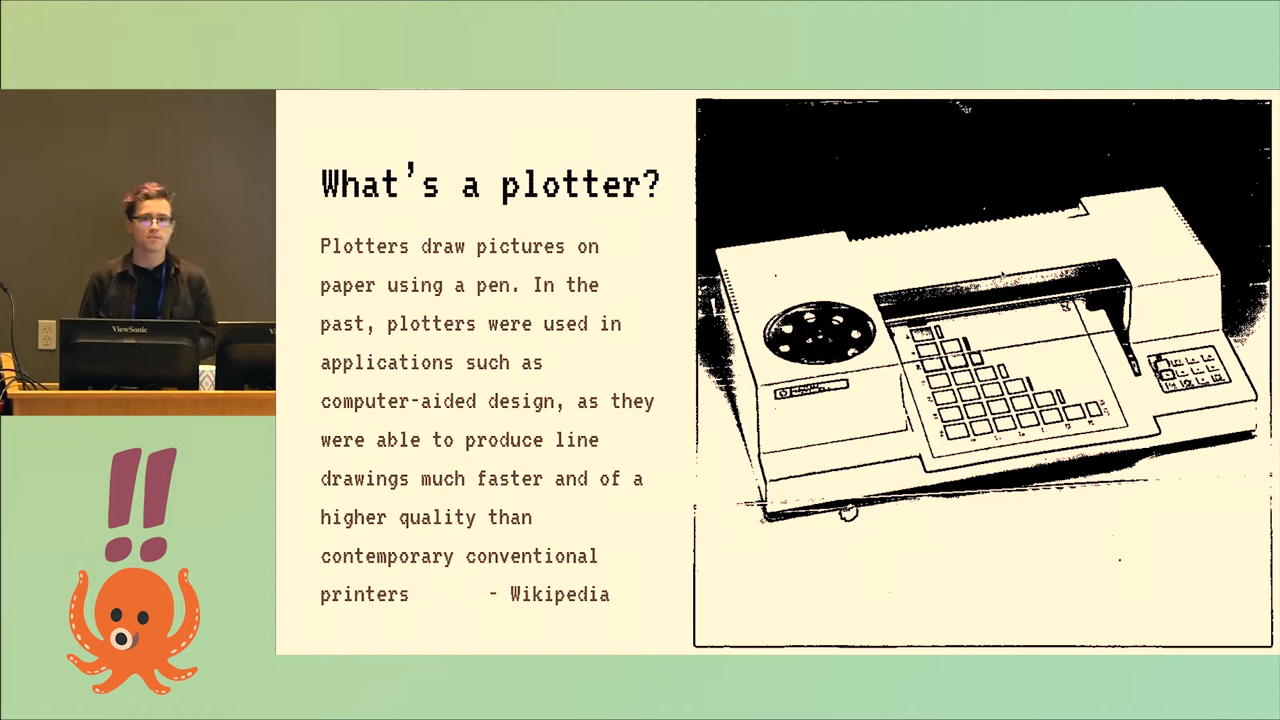 What's a plotter?
Plotters draw pictures on
paper using a pen. In the
past, plotters were used in
applications such as
computer-aided design, as they
were able to produce line
drawings much faster and of a
higher quality than
contemporary conventional
printers - Wikipedia
ViewSonic
!!